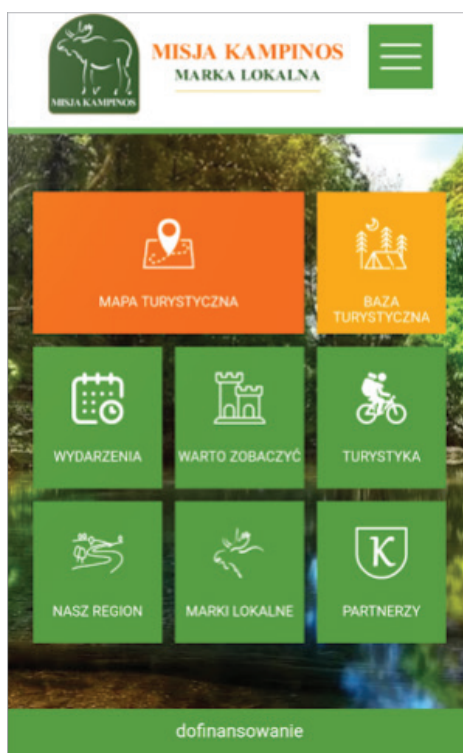 MISJA KAMPINOS
MISJA KAMPINOS
MARKA LOKALNA
MAPA TURYSTYCZNA
BAZA
TURYSTYCZNA
WYDARZENIA
WARTO ZOBACZYĆ
TURYSTYKA
NASZ REGION
MARKI LOKALNE
K
PARTNERZY
dofinansowanie